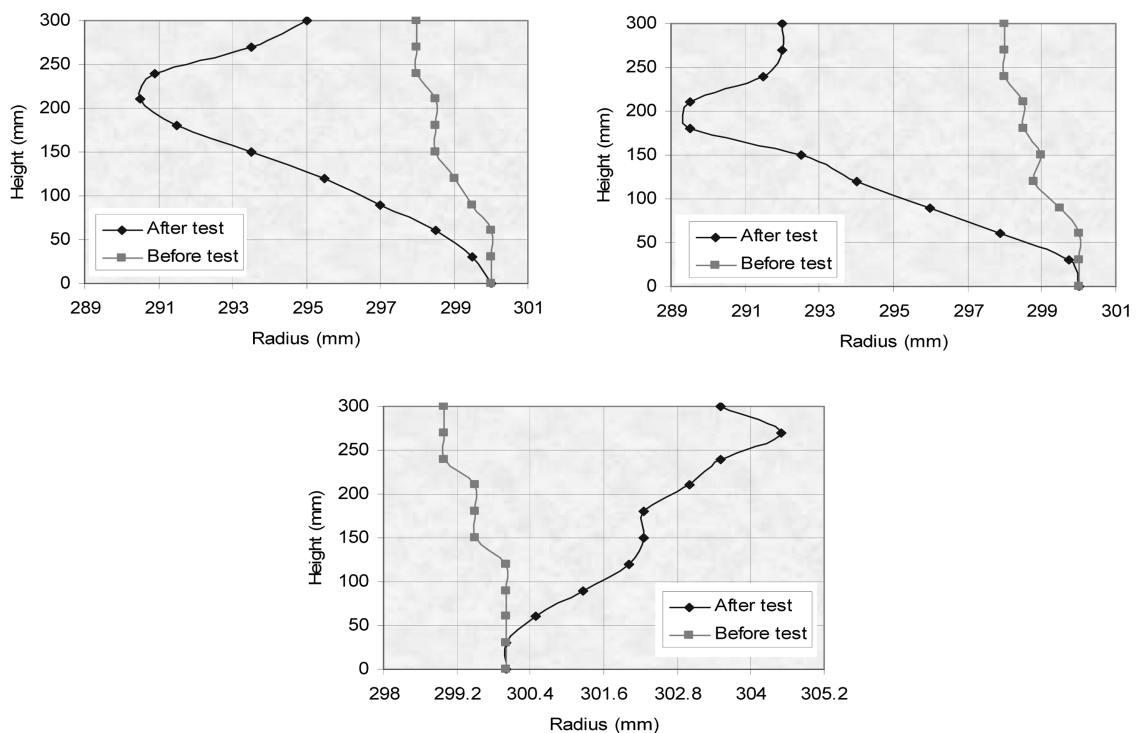 300
250
200
150
100
50
0
Height (mm)
After test
Before test
289 291 293 295 297 299 301
Radius (mm)
300
250
200
150
100
50
0
Height (mm)
After test
Before test
289 291 293 295 297 299 301
Radius (mm)
300
250
200
150
100
50
0
Height (mm)
After test
Before test
298 299.2 300.4 301.6 302.8 304 305.2
Radius (mm)